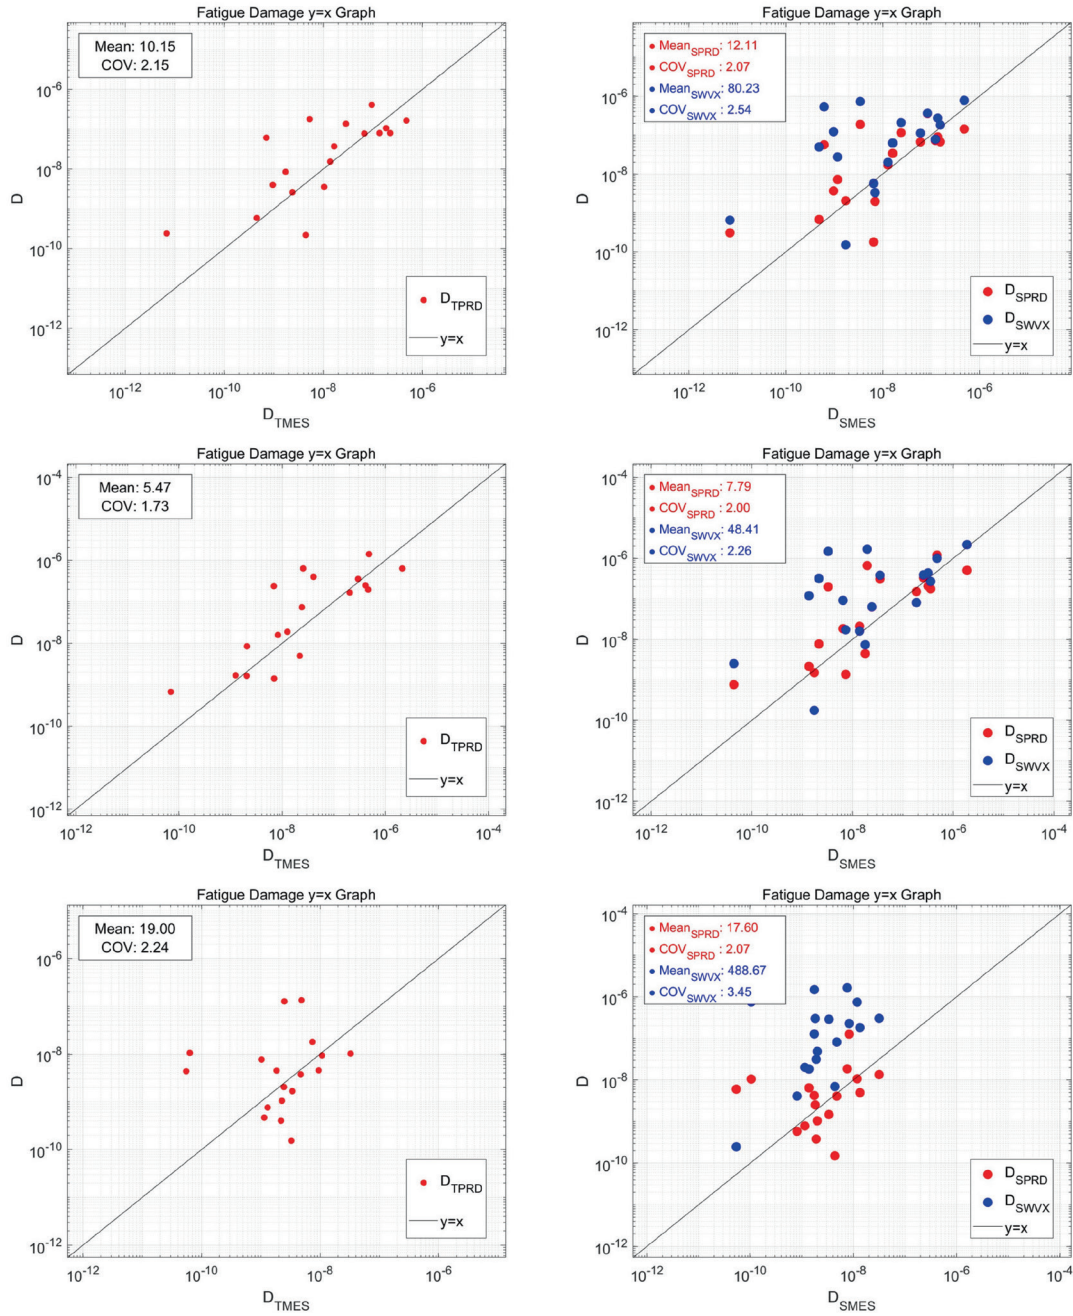 Fatigue Damage y=x Graph
Mean: 10.15
COV: 2.15
10^-6
10^-8
D
10^-10
10^-12
D_TPRD
y=x
10^-12 10^-10 10^-8 10^-6
D_TMES
Fatigue Damage y=x Graph
Mean_SPRD: 12.11
COV_SPRD : 2.07
Mean_SWVX: 80.23
COV_SWVX : 2.54
10^-6
10^-8
D
10^-10
10^-12
D_SPRD
D_SWVX
y=x
10^-12 10^-10 10^-8 10^-6
D_SMES
Fatigue Damage y=x Graph
10^-4
Mean: 5.47
COV: 1.73
10^-6
D
10^-8
10^-10
D_TPRD
y=x
10^-12
10^-12 10^-10 10^-8 10^-6 10^-4
D_TMES
Fatigue Damage y=x Graph
10^-4
Mean_SPRD: 7.79
COV_SPRD : 2.00
Mean_SWVX: 48.41
COV_SWVX : 2.26
10^-6
D
10^-8
10^-10
D_SPRD
D_SWVX
y=x
10^-12
10^-12 10^-10 10^-8 10^-6 10^-4
D_SMES
Fatigue Damage y=x Graph
Mean: 19.00
COV: 2.24
10^-6
10^-8
D
10^-10
D_TPRD
y=x
10^-12
10^-12 10^-10 10^-8 10^-6
D_TMES
Fatigue Damage y=x Graph
10^-4
Mean_SPRD: 17.60
COV_SPRD : 2.07
Mean_SWVX: 488.67
COV_SWVX : 3.45
10^-6
D
10^-8
10^-10
D_SPRD
D_SWVX
y=x
10^-12
10^-12 10^-10 10^-8 10^-6 10^-4
D_SMES